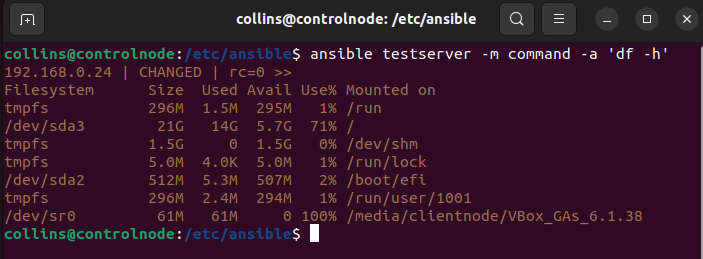 collins@controlnode: /etc/ansible
collins@controlnode:/etc/ansible$ ansible testserver -m command -a 'df -h'
192.168.0.24 | CHANGED | rc=0 >>
Filesystem      Size  Used Avail Use% Mounted on
tmpfs           296M  1.5M  295M   1% /run
/dev/sda3        21G   14G  5.7G  71% /
tmpfs           1.5G     0  1.5G   0% /dev/shm
tmpfs           5.0M  4.0K  5.0M   1% /run/lock
/dev/sda2       512M  5.3M  507M   2% /boot/efi
tmpfs           296M  2.4M  294M   1% /run/user/1001
/dev/sr0         61M   61M     0 100% /media/clientnode/VBox_GAs_6.1.38
collins@controlnode:/etc/ansible$